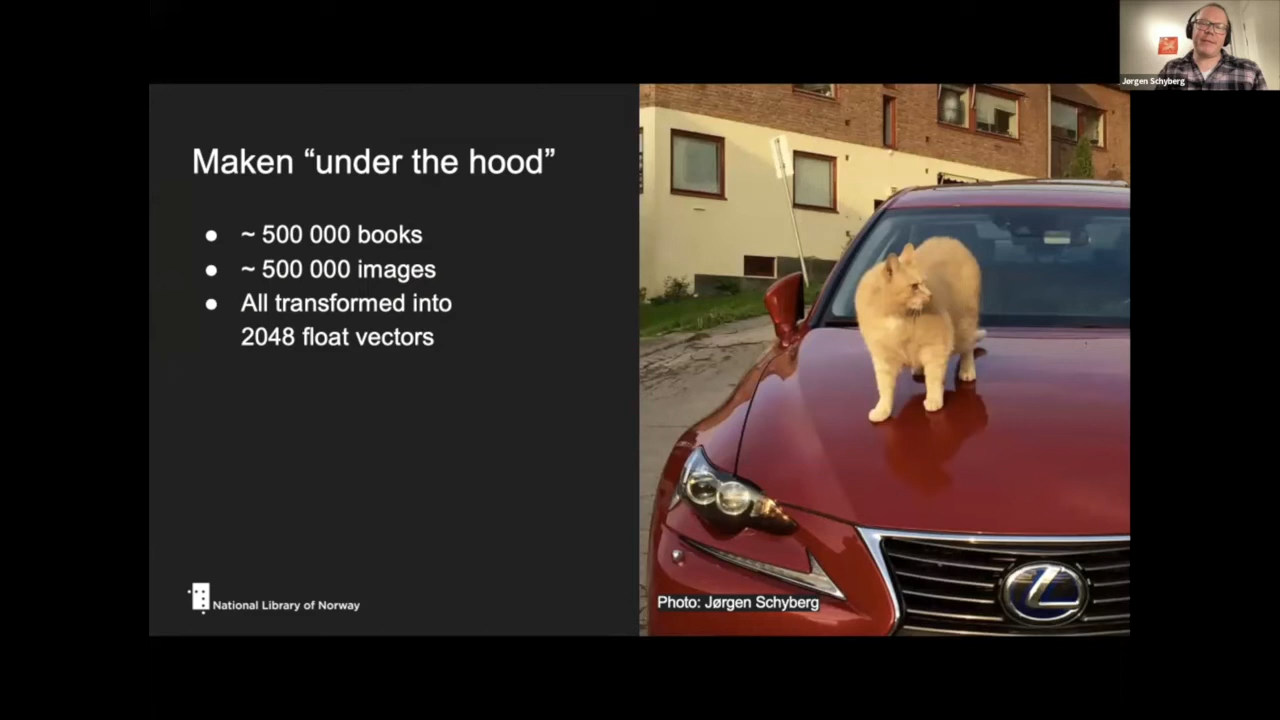 Jørgen Schyberg
Maken “under the hood”
● ~ 500 000 books
● ~ 500 000 images
● All transformed into
2048 float vectors
National Library of Norway
Photo: Jørgen Schyberg